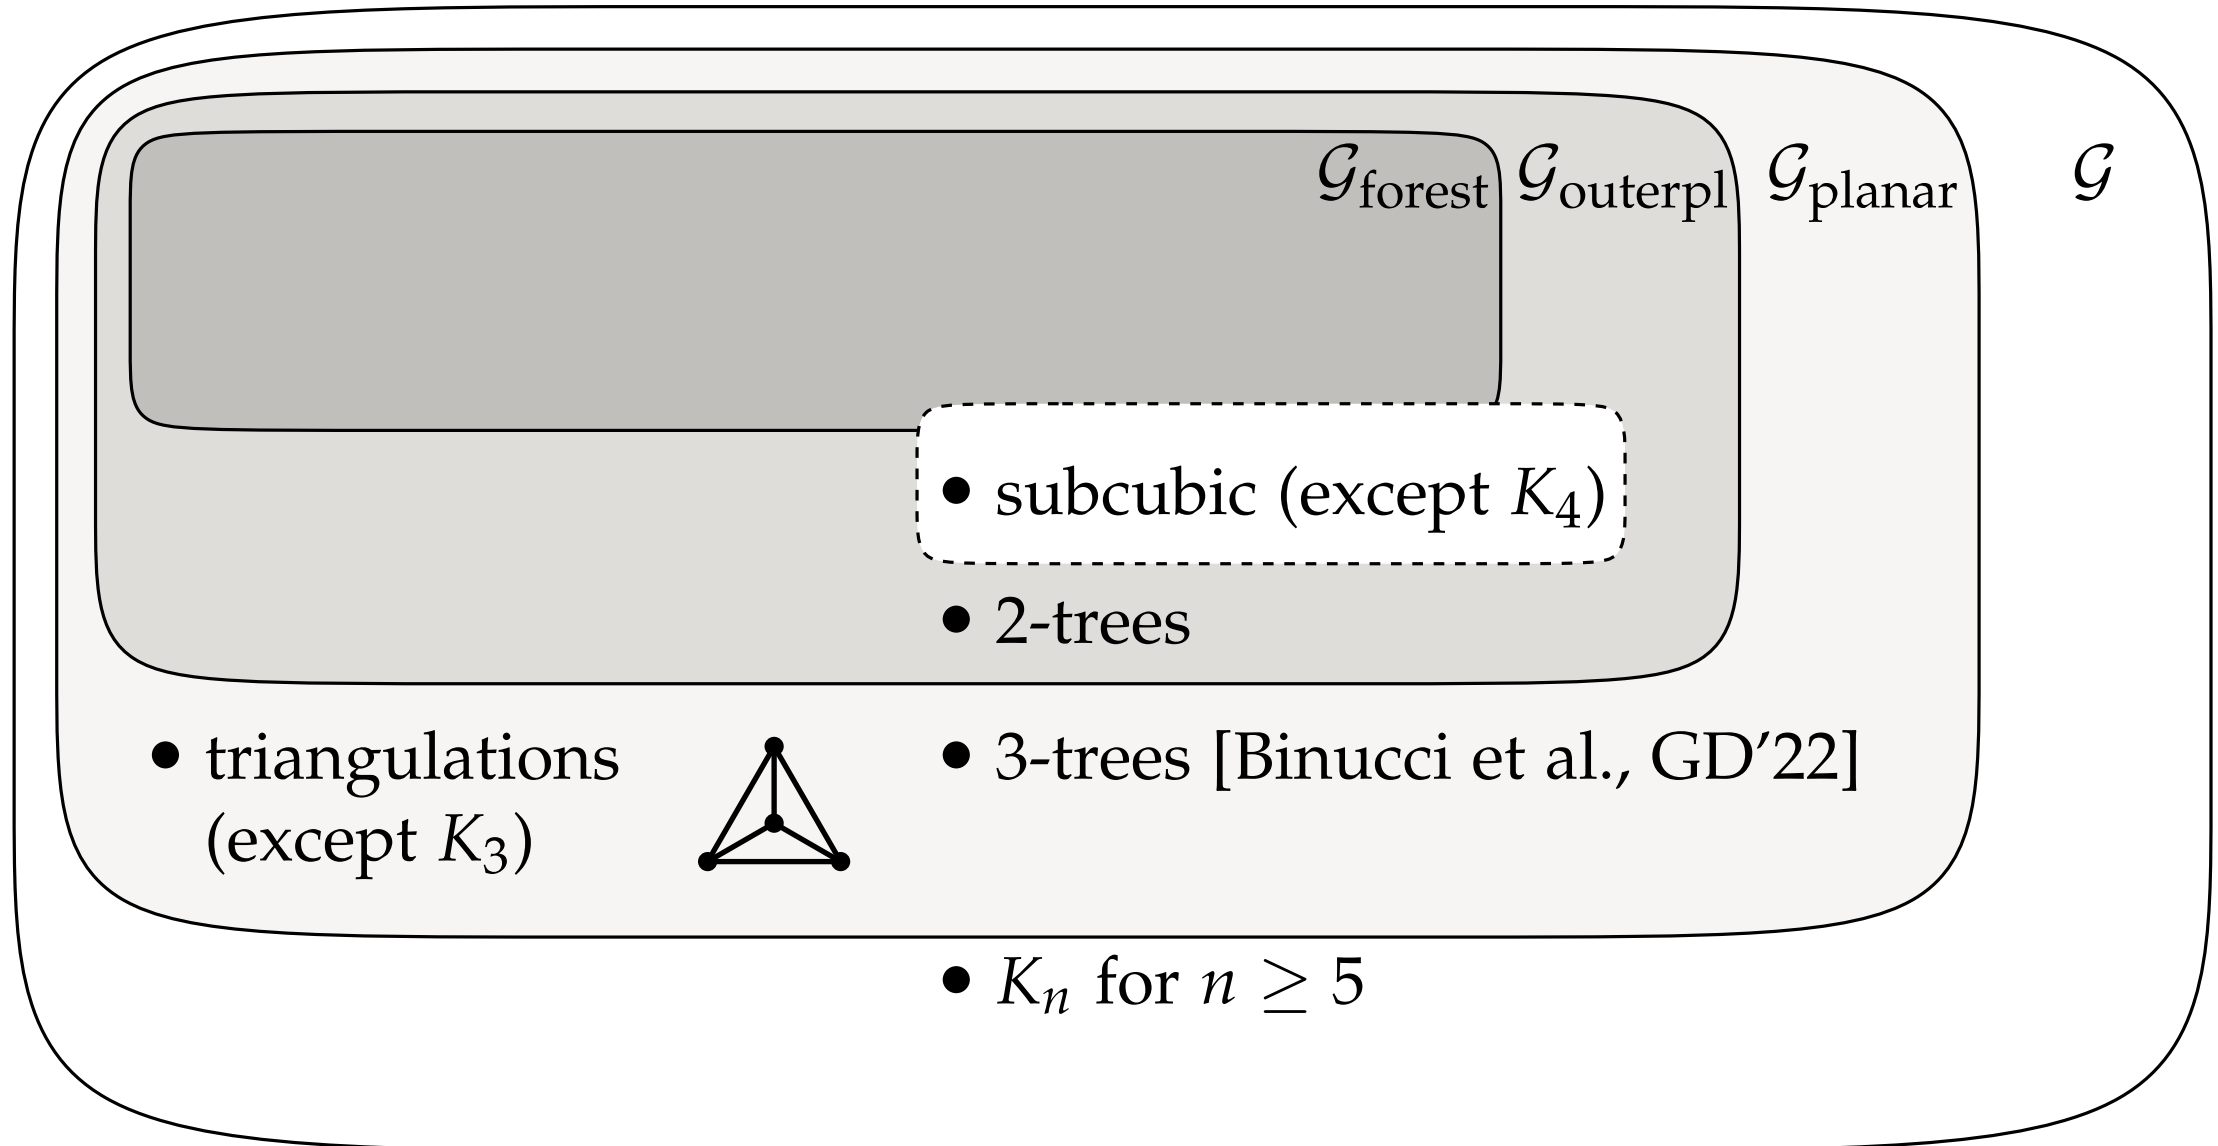 𝒢forest 𝒢outerpl 𝒢planar 𝒢
• subcubic (except K₄)
• 2-trees
• triangulations
(except K₃)
• 3-trees [Binucci et al., GD’22]
• Kₙ for n ≥ 5